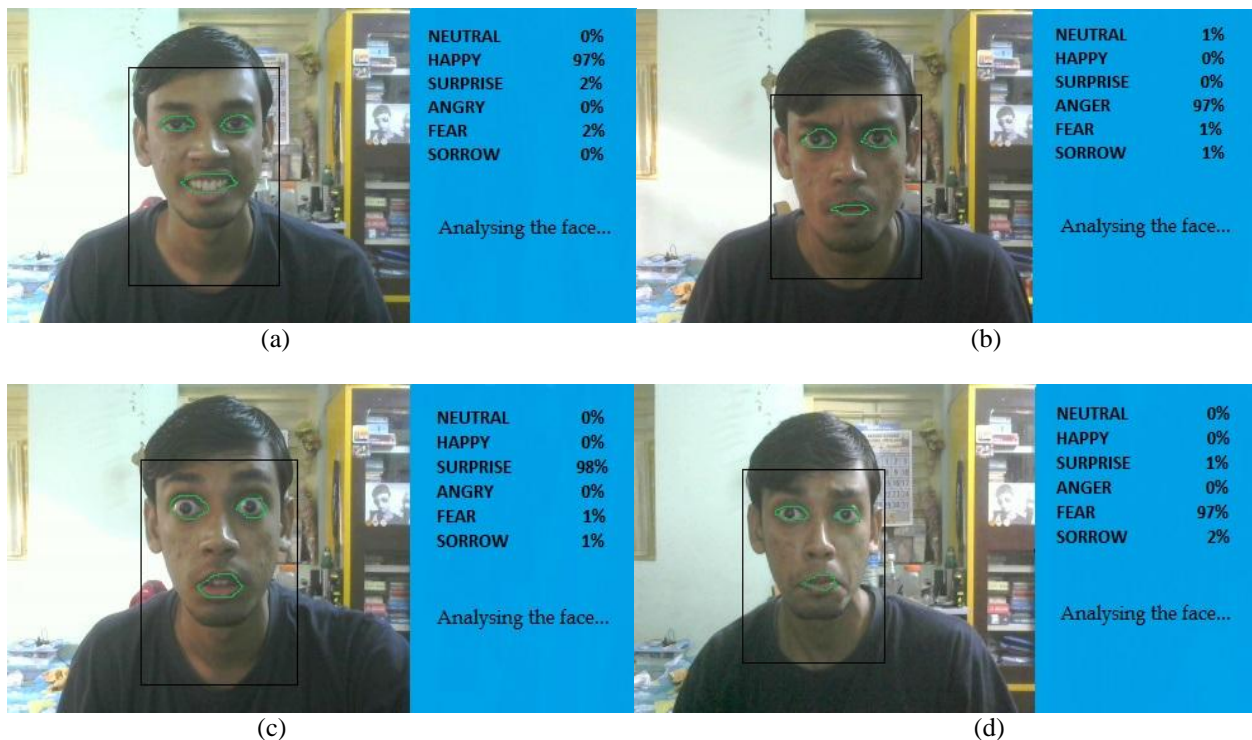 NEUTRAL 0%
HAPPY 97%
SURPRISE 2%
ANGRY 0%
FEAR 2%
SORROW 0%
Analysing the face...
(a)
NEUTRAL 1%
HAPPY 0%
SURPRISE 0%
ANGER 97%
FEAR 1%
SORROW 1%
Analysing the face...
(b)
NEUTRAL 0%
HAPPY 0%
SURPRISE 98%
ANGRY 0%
FEAR 1%
SORROW 1%
Analysing the face...
(c)
NEUTRAL 0%
HAPPY 0%
SURPRISE 1%
ANGER 0%
FEAR 97%
SORROW 2%
Analysing the face...
(d)